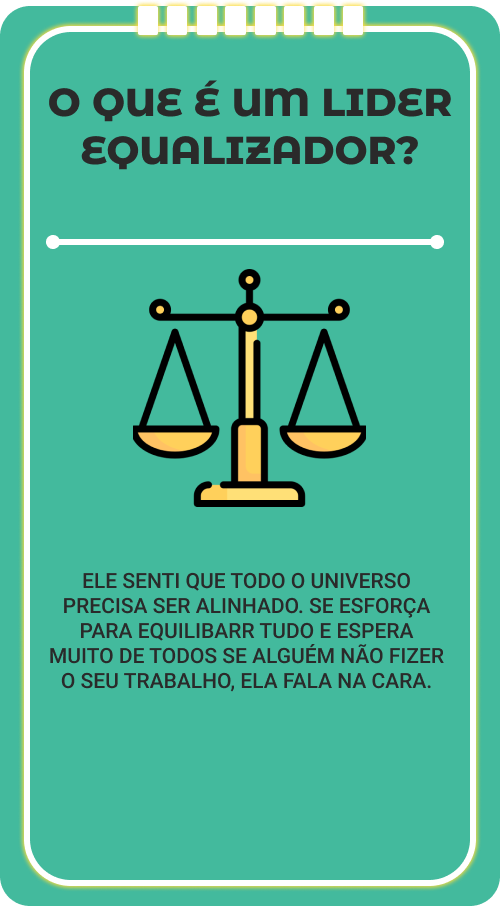 O QUE É UM LIDER
EQUALIZADOR?
ELE SENTI QUE TODO O UNIVERSO
PRECISA SER ALINHADO. SE ESFORÇA
PARA EQUILIBARR TUDO E ESPERA
MUITO DE TODOS SE ALGUÉM NÃO FIZER
O SEU TRABALHO, ELA FALA NA CARA.